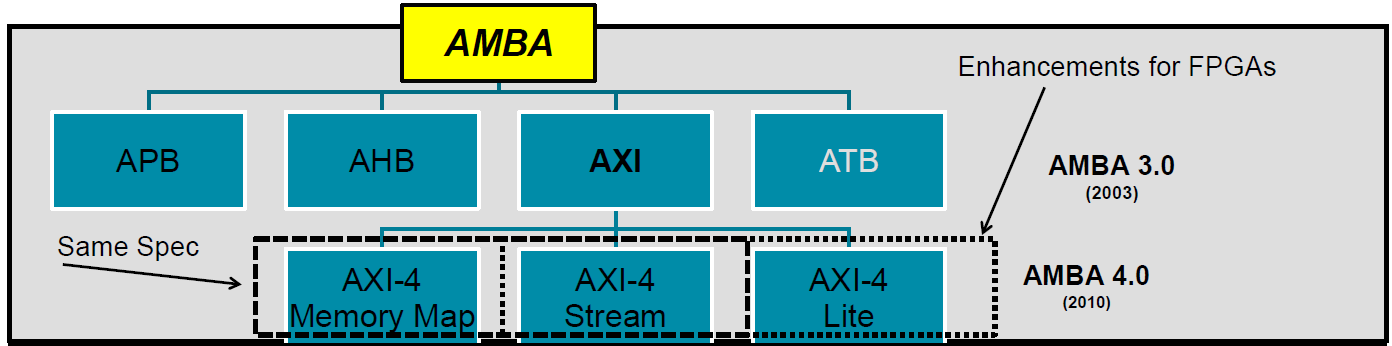 AMBA
Enhancements for FPGAs
APB
AHB
AXI
ATB
AMBA 3.0
(2003)
Same Spec
AXI-4
Memory Map
AXI-4
Stream
AXI-4
Lite
AMBA 4.0
(2010)